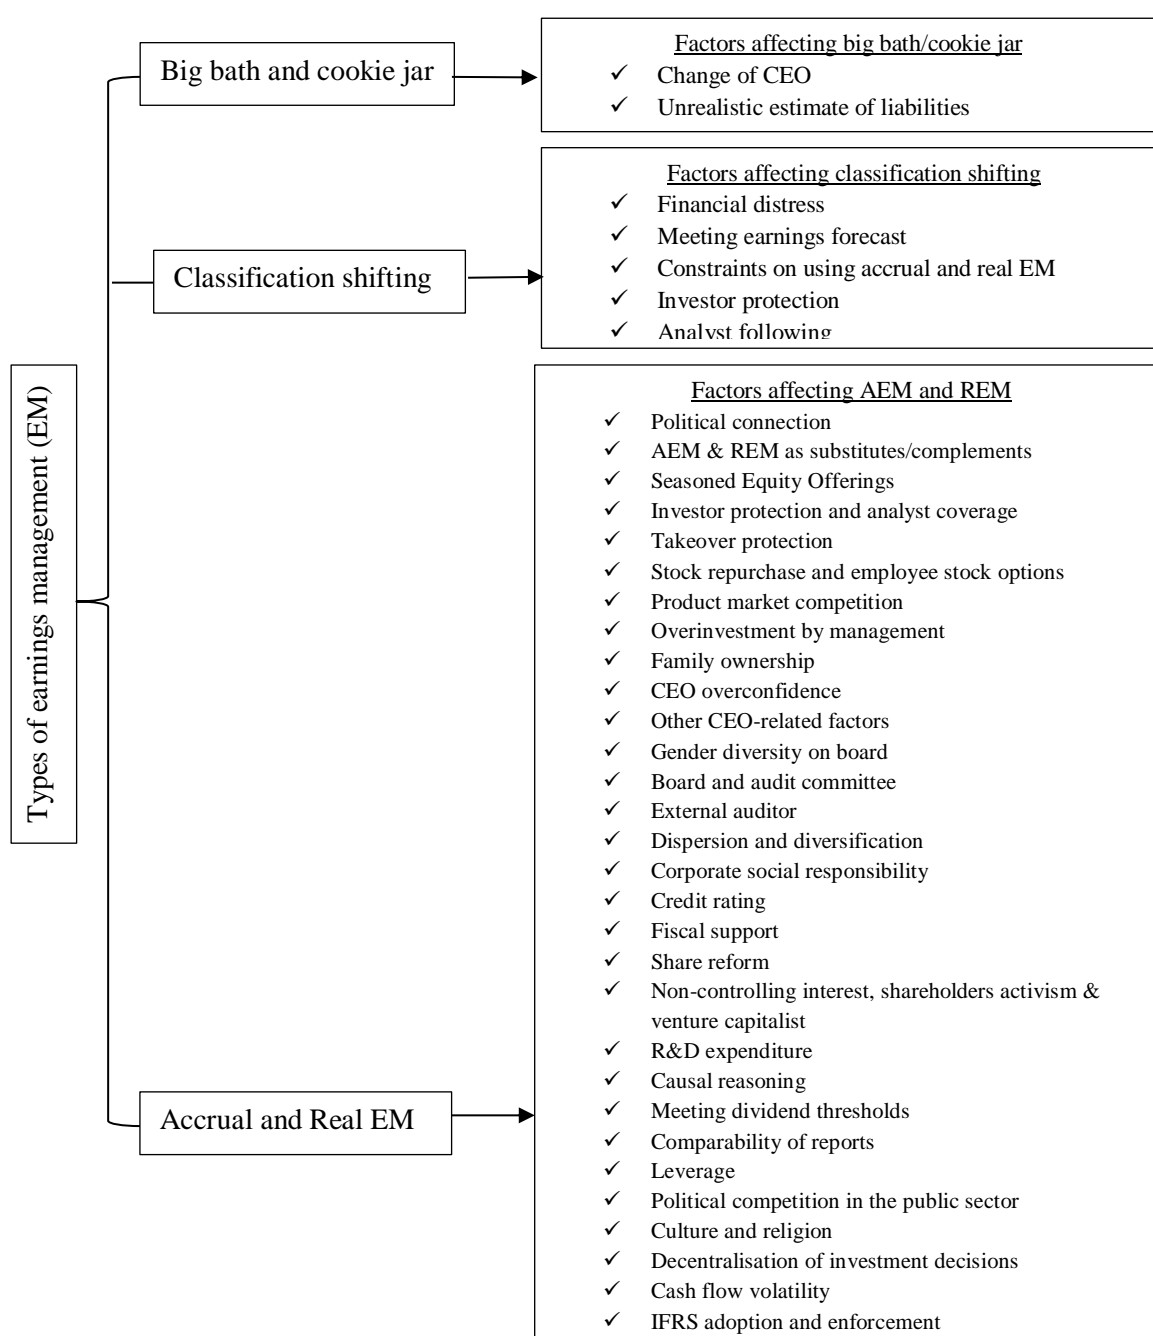 Types of earnings management (EM)
Big bath and cookie jar
Factors affecting big bath/cookie jar
✓ Change of CEO
✓ Unrealistic estimate of liabilities
Classification shifting
Factors affecting classification shifting
✓ Financial distress
✓ Meeting earnings forecast
✓ Constraints on using accrual and real EM
✓ Investor protection
✓ Analyst following
Accrual and Real EM
Factors affecting AEM and REM
✓ Political connection
✓ AEM & REM as substitutes/complements
✓ Seasoned Equity Offerings
✓ Investor protection and analyst coverage
✓ Takeover protection
✓ Stock repurchase and employee stock options
✓ Product market competition
✓ Overinvestment by management
✓ Family ownership
✓ CEO overconfidence
✓ Other CEO-related factors
✓ Gender diversity on board
✓ Board and audit committee
✓ External auditor
✓ Dispersion and diversification
✓ Corporate social responsibility
✓ Credit rating
✓ Fiscal support
✓ Share reform
✓ Non-controlling interest, shareholders activism &
venture capitalist
✓ R&D expenditure
✓ Causal reasoning
✓ Meeting dividend thresholds
✓ Comparability of reports
✓ Leverage
✓ Political competition in the public sector
✓ Culture and religion
✓ Decentralisation of investment decisions
✓ Cash flow volatility
✓ IFRS adoption and enforcement